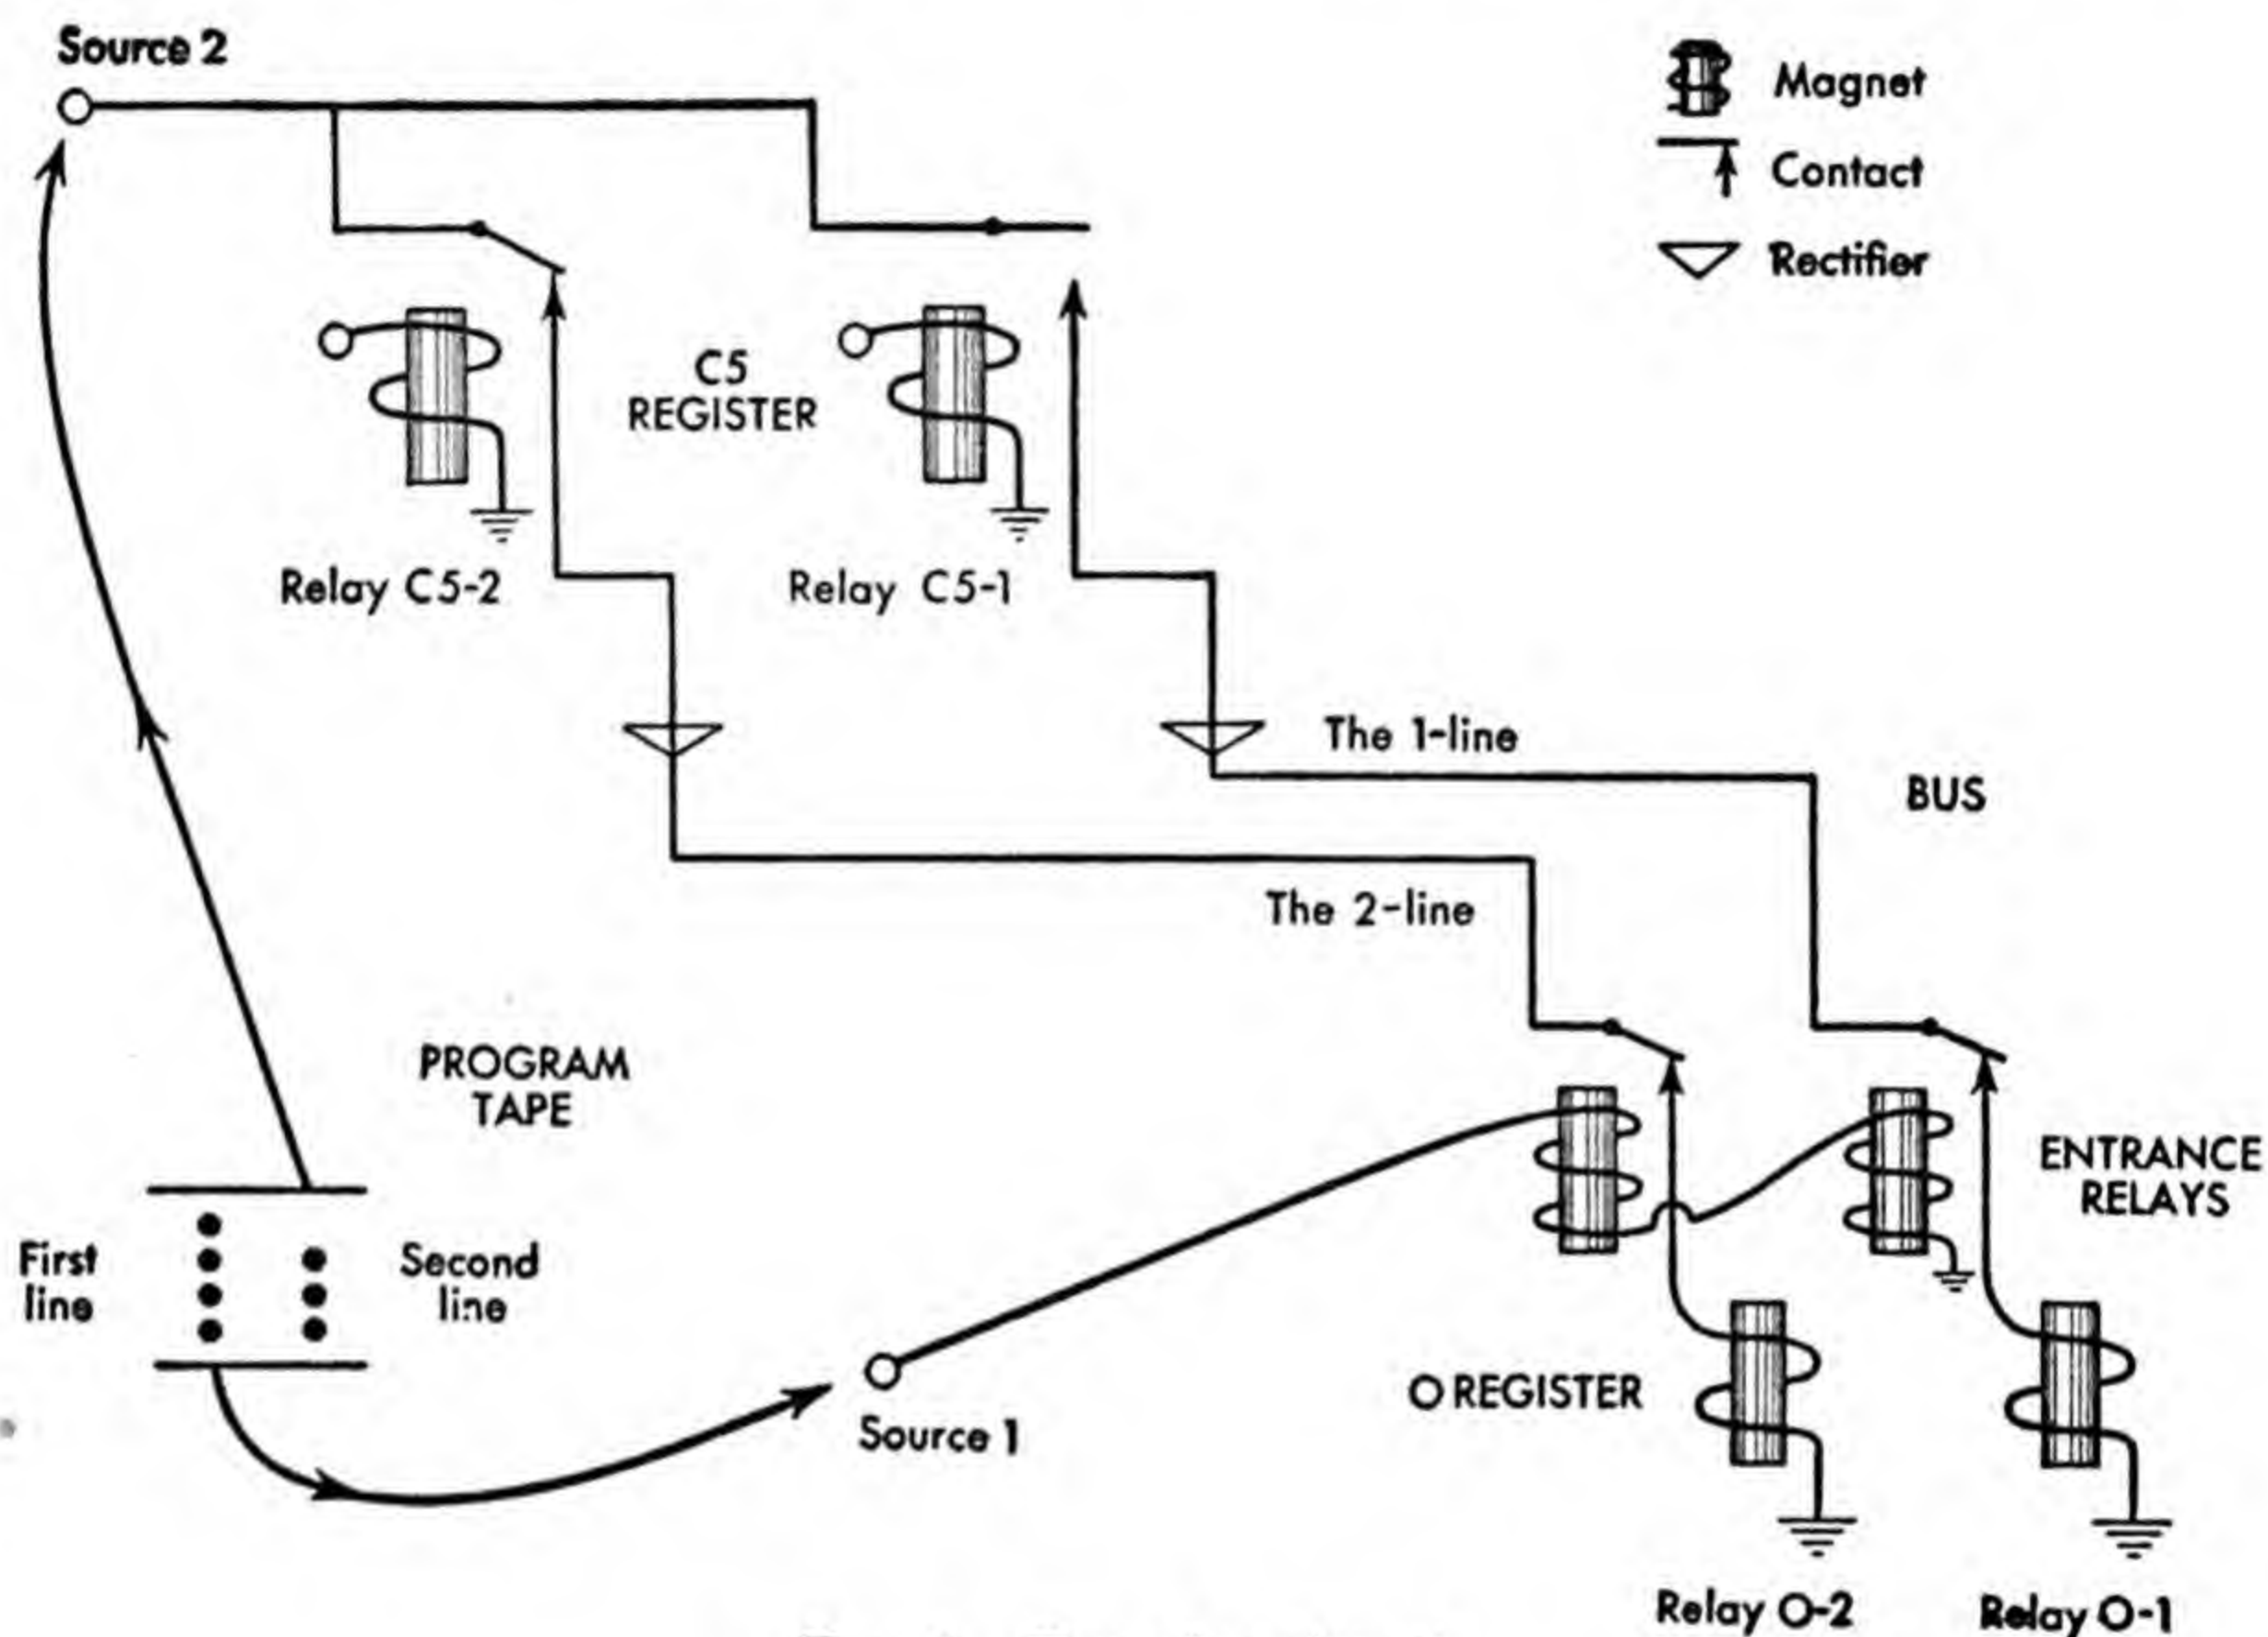 Source 2
Magnet
Contact
Rectifier
C5
REGISTER
Relay C5-2
Relay C5-1
The 1-line
BUS
The 2-line
PROGRAM
TAPE
ENTRANCE
RELAYS
First
line
Second
line
O REGISTER
Source 1
Relay O-2
Relay O-1